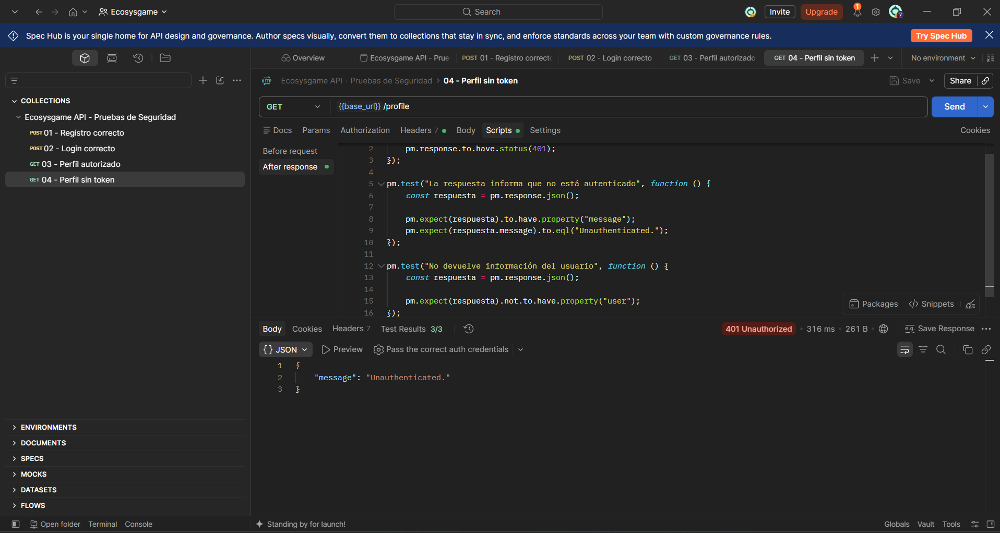 Ecosysgame
Search
Invite
Upgrade
1
V
Spec Hub is your single home for API design and governance. Author specs visually, convert them to collections that stay in sync, and enforce standards across your team with custom governance rules.
Try Spec Hub
Overview
Ecosysgame API - Prue
POST 01 - Registro correcto
POST 02 - Login correcto
GET 03 - Perfil autorizado
GET 04 - Perfil sin token
No environment
HTTP Ecosysgame API - Pruebas de Seguridad > 04 - Perfil sin token
Save
Share
COLLECTIONS
Ecosysgame API - Pruebas de Seguridad
POST 01 - Registro correcto
POST 02 - Login correcto
GET 03 - Perfil autorizado
GET 04 - Perfil sin token
GET
{{base_url}} /profile
Send
Docs
Params
Authorization
Headers 7
Body
Scripts
Settings
Cookies
Before request
After response
2 pm.response.to.have.status(401);
3 });
4
5 pm.test("La respuesta informa que no está autenticado", function () {
6 const respuesta = pm.response.json();
7
8 pm.expect(respuesta).to.have.property("message");
9 pm.expect(respuesta.message).to.eql("Unauthenticated.");
10 });
11
12 pm.test("No devuelve información del usuario", function () {
13 const respuesta = pm.response.json();
14
15 pm.expect(respuesta).not.to.have.property("user");
16 });
Packages
</> Snippets
Body
Cookies
Headers 7
Test Results 3/3
401 Unauthorized
316 ms
261 B
e.g. Save Response
{} JSON
Preview
Pass the correct auth credentials
1 {
2 "message": "Unauthenticated."
3 }
ENVIRONMENTS
DOCUMENTS
SPECS
MOCKS
DATASETS
FLOWS
Open folder
Terminal
Console
Standing by for launch!
Globals
Vault
Tools